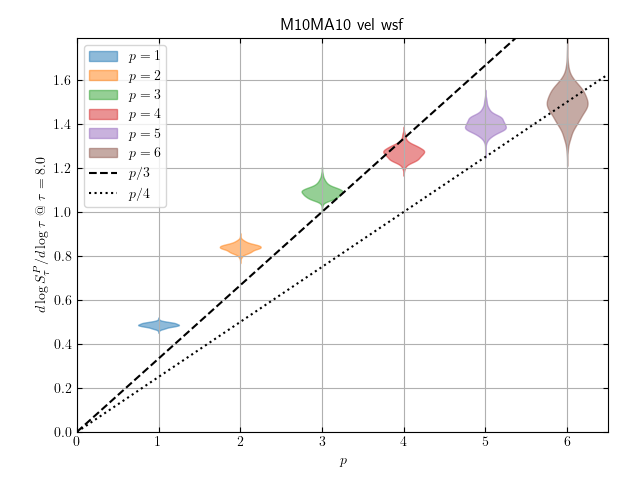 M10MA10 vel wsf
p = 1
p = 2
p = 3
p = 4
p = 5
p = 6
p/3
p/4
d log S_τ^P / d log τ @ τ = 8.0
1.6
1.4
1.2
1.0
0.8
0.6
0.4
0.2
0.0
0 1 2 3 4 5 6
p